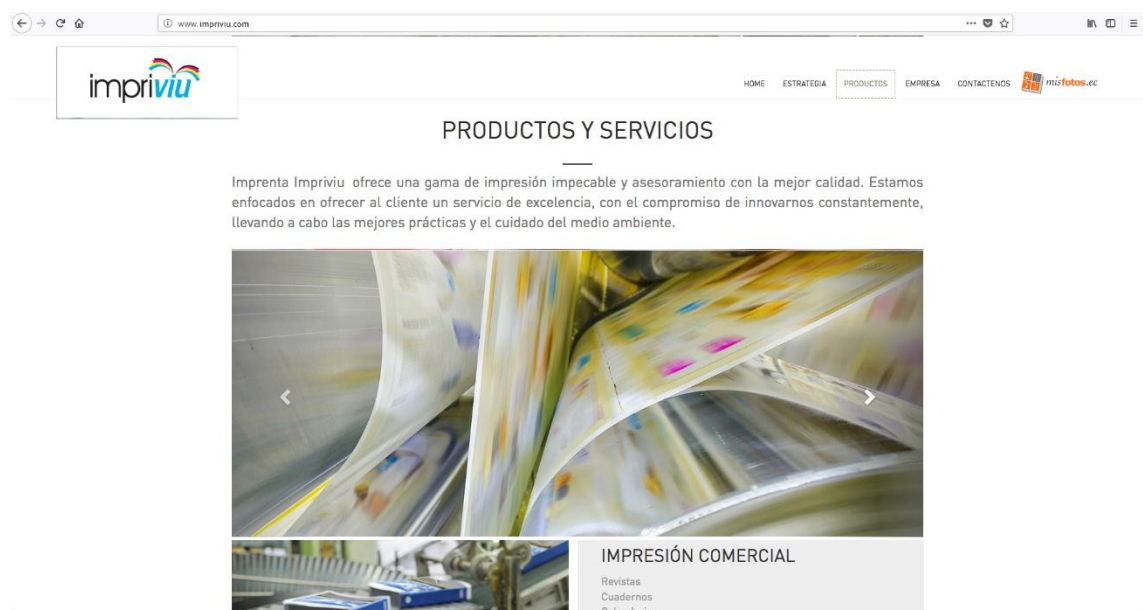 www.impriviu.com
impriviu
HOME ESTRATEGIA PRODUCTOS EMPRESA CONTACTENOS misfotos.ec
PRODUCTOS Y SERVICIOS
Imprenta Impriviu ofrece una gama de impresión impecable y asesoramiento con la mejor calidad. Estamos
enfocados en ofrecer al cliente un servicio de excelencia, con el compromiso de innovarnos constantemente,
llevando a cabo las mejores prácticas y el cuidado del medio ambiente.
IMPRESIÓN COMERCIAL
Revistas
Cuadernos